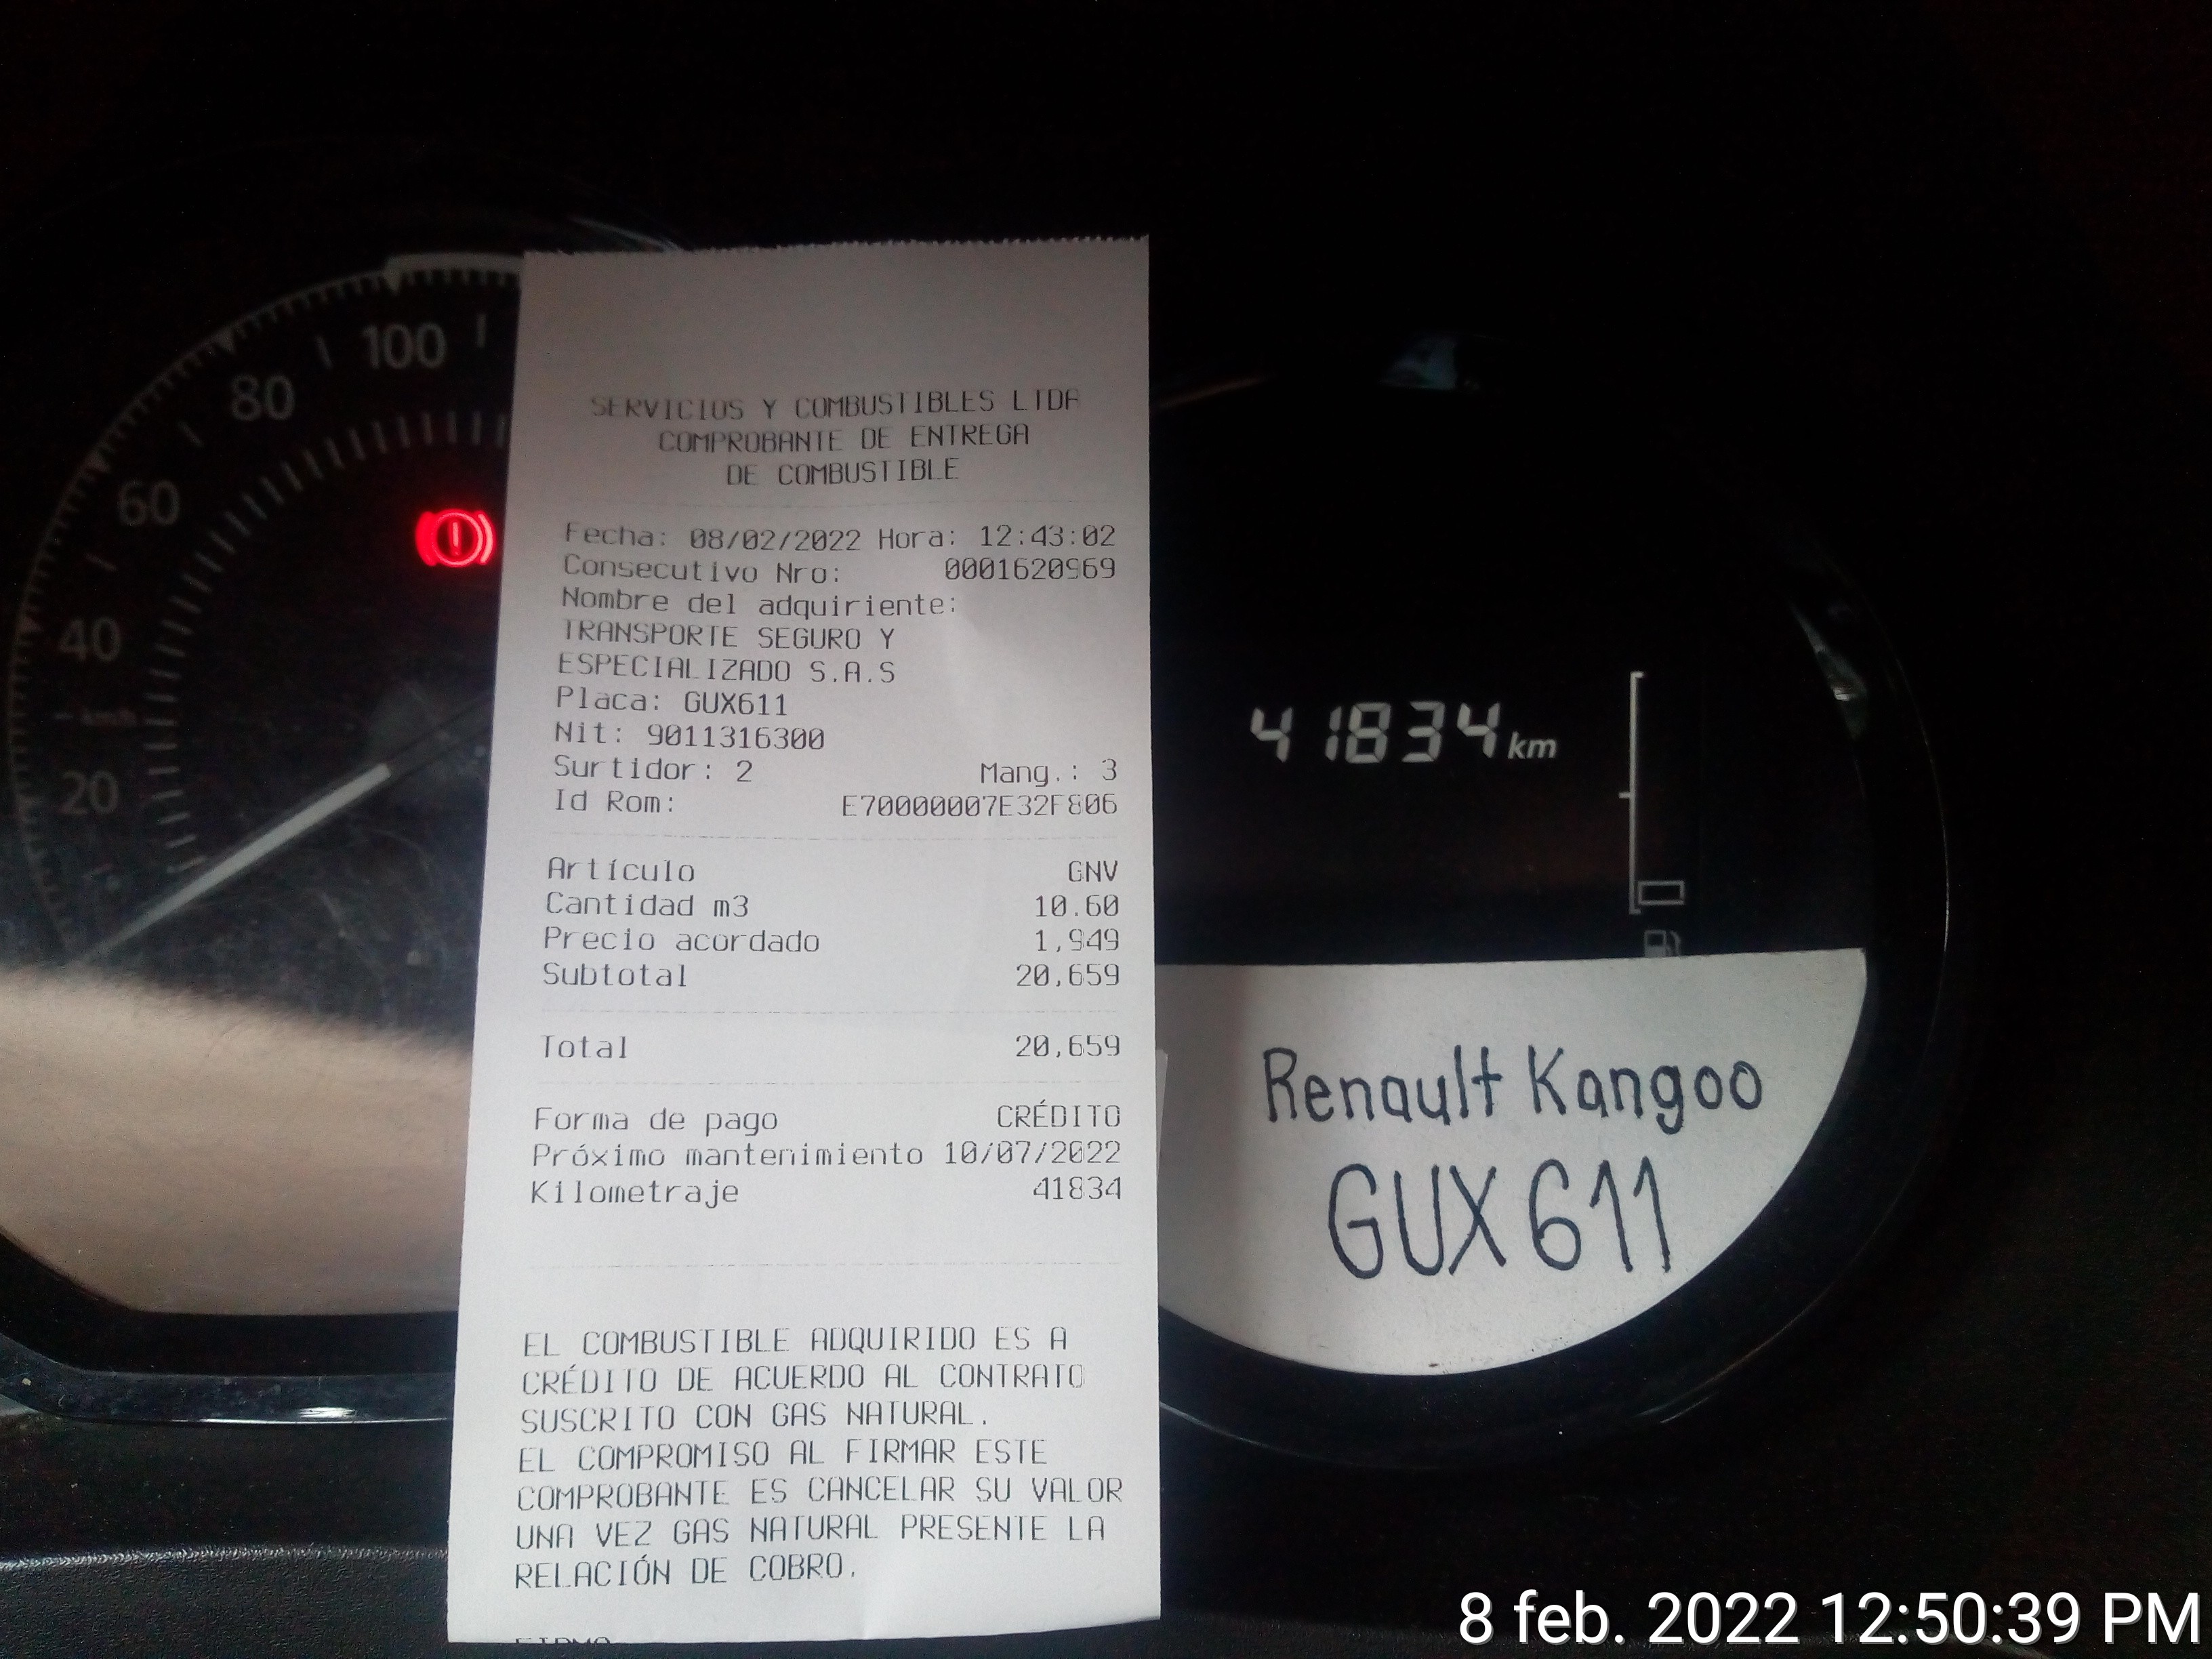 100
80
60
40
20
km/h
SERVICIOS Y COMBUSTIBLES LTDA
COMPROBANTE DE ENTREGA
DE COMBUSTIBLE
Fecha: 08/02/2022 Hora: 12:43:02
Consecutivo Nro: 0001620969
Nombre del adquiriente:
TRANSPORTE SEGURO Y
ESPECIALIZADO S.A.S
Placa: GUX611
Nit: 9011316300
Surtidor: 2 Mang.: 3
Id Rom: E70000007E32F806
Artículo GNV
Cantidad m3 10.60
Precio acordado 1,949
Subtotal 20,659
Total 20,659
Forma de pago CRÉDITO
Próximo mantenimiento 10/07/2022
Kilometraje 41834
EL COMBUSTIBLE ADQUIRIDO ES A
CRÉDITO DE ACUERDO AL CONTRATO
SUSCRITO CON GAS NATURAL.
EL COMPROMISO AL FIRMAR ESTE
COMPROBANTE ES CANCELAR SU VALOR
UNA VEZ GAS NATURAL PRESENTE LA
RELACIÓN DE COBRO.
41834 km
Renault Kangoo
GUX611
8 feb. 2022 12:50:39 PM